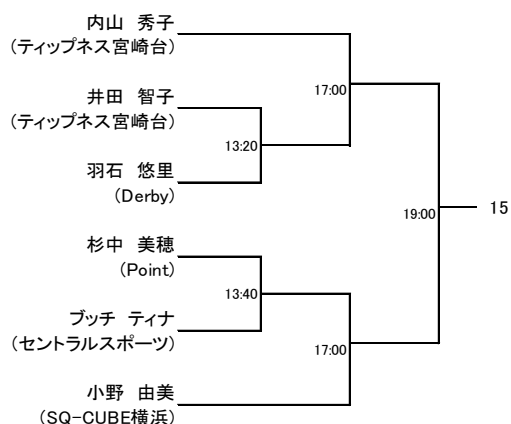 内山　秀子
(ティップネス宮崎台)
17:00
井田　智子
(ティップネス宮崎台)
13:20
羽石　悠里
(Derby)
19:00
15
杉中　美穂
(Point)
13:40
ブッチ ティナ
(セントラルスポーツ)
17:00
小野　由美
(SQ-CUBE横浜)